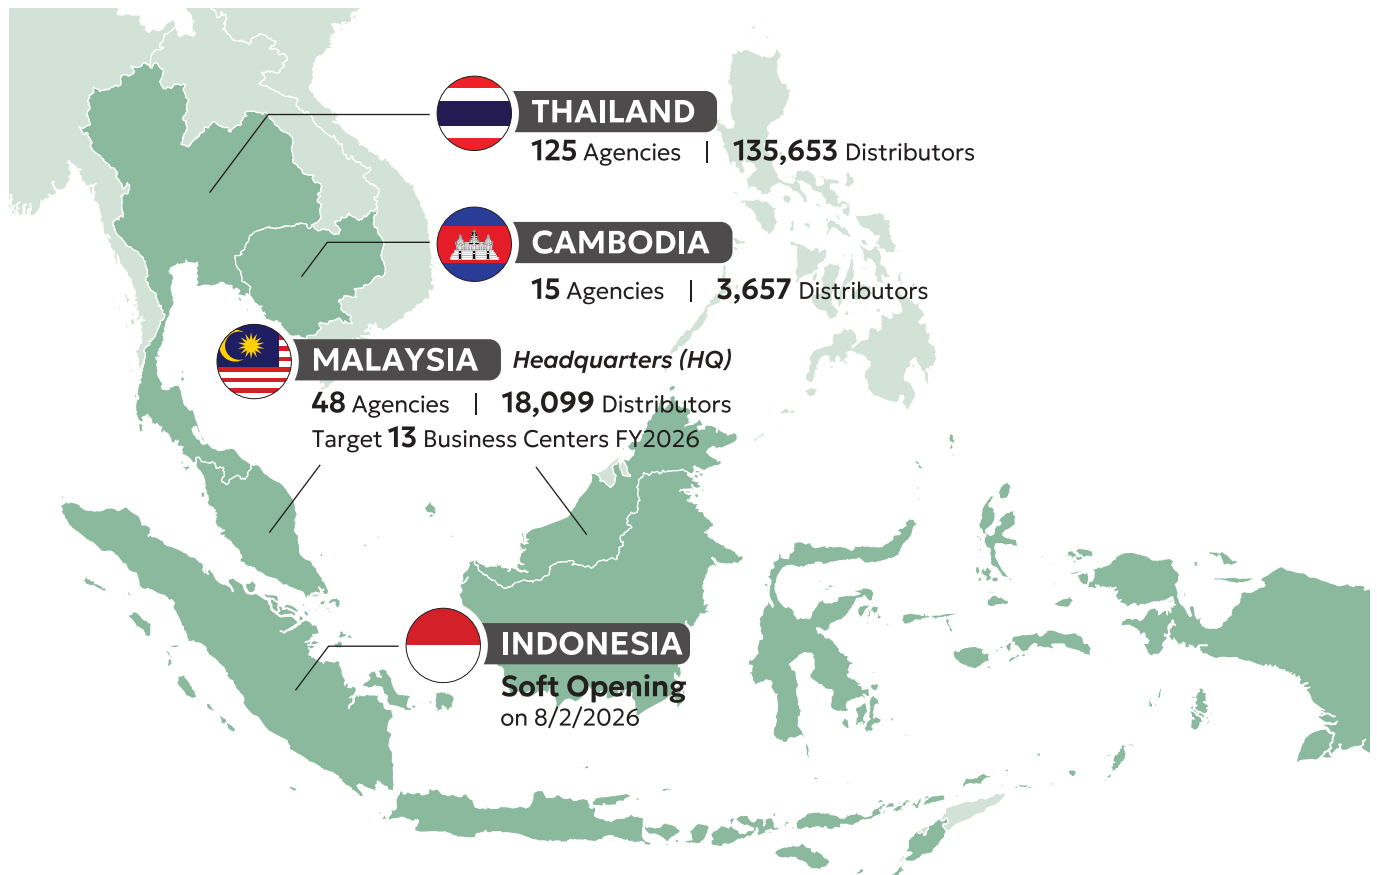 THAILAND
125 Agencies | 135,653 Distributors
CAMBODIA
15 Agencies | 3,657 Distributors
MALAYSIA Headquarters (HQ)
48 Agencies | 18,099 Distributors
Target 13 Business Centers FY2026
INDONESIA
Soft Opening
on 8/2/2026